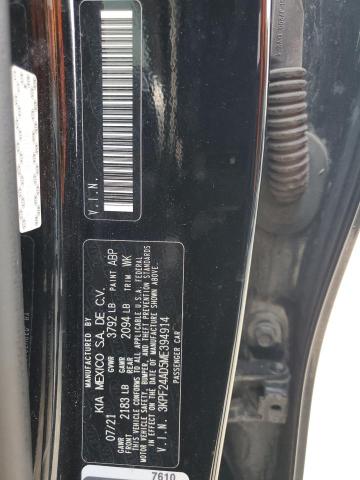 V.I.N.
MANUFACTURED BY
KIA MEXICO S.A. DE C.V.
07/21 GVWR 3792 LB PAINT ABP
GAWR FRONT 2183 LB GAWR REAR 2094 LB TRIM WK
THIS VEHICLE CONFORMS TO ALL APPLICABLE U.S.A. FEDERAL
MOTOR VEHICLE SAFETY, BUMPER, AND THEFT PREVENTION STANDARDS
IN EFFECT ON THE DATE OF MANUFACTURE SHOWN ABOVE.
V.I.N. 3KPF24AD5ME394914
PASSENGER CAR
7610